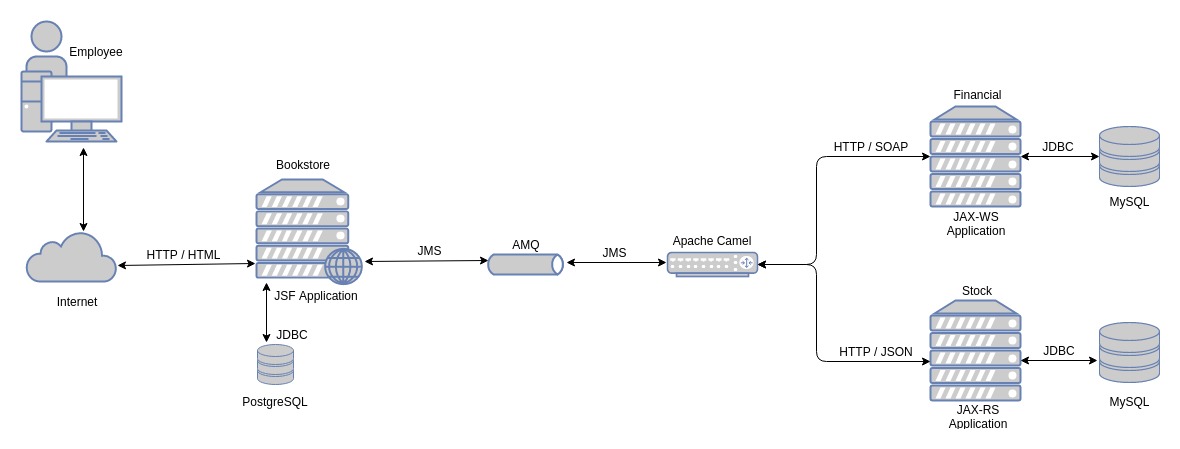 Employee
Internet
HTTP / HTML
Bookstore
JSF Application
JDBC
PostgreSQL
JMS
AMQ
JMS
Apache Camel
HTTP / SOAP
Financial
JAX-WS
Application
JDBC
MySQL
HTTP / JSON
Stock
JAX-RS
Application
JDBC
MySQL